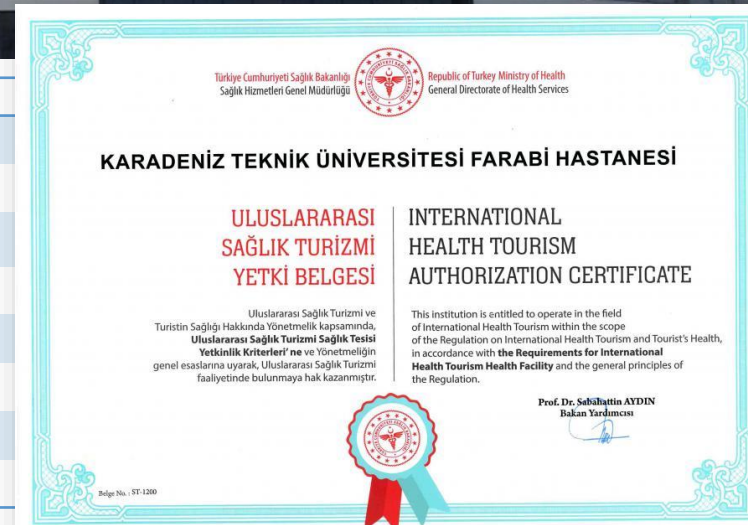 Türkiye Cumhuriyeti Sağlık Bakanlığı
Sağlık Hizmetleri Genel Müdürlüğü
Republic of Turkey Ministry of Health
General Directorate of Health Services
KARADENİZ TEKNİK ÜNİVERSİTESİ FARABİ HASTANESİ
ULUSLARARASI
SAĞLIK TURİZMİ
YETKİ BELGESİ
Uluslararası Sağlık Turizmi ve
Turistin Sağlığı Hakkında Yönetmelik kapsamında,
Uluslararası Sağlık Turizmi Sağlık Tesisi
Yetkinlik Kriterleri' ne ve Yönetmeliğin
genel esaslarına uyarak, Uluslararası Sağlık Turizmi
faaliyetinde bulunmaya hak kazanmıştır.
INTERNATIONAL
HEALTH TOURISM
AUTHORIZATION CERTIFICATE
This institution is entitled to operate in the field
of International Health Tourism within the scope
of the Regulation on International Health Tourism and Tourist's Health,
in accordance with the Requirements for International
Health Tourism Health Facility and the general principles of
the Regulation.
Prof. Dr. Sabahattin AYDIN
Bakan Yardımcısı
Belge No. : ST-1200